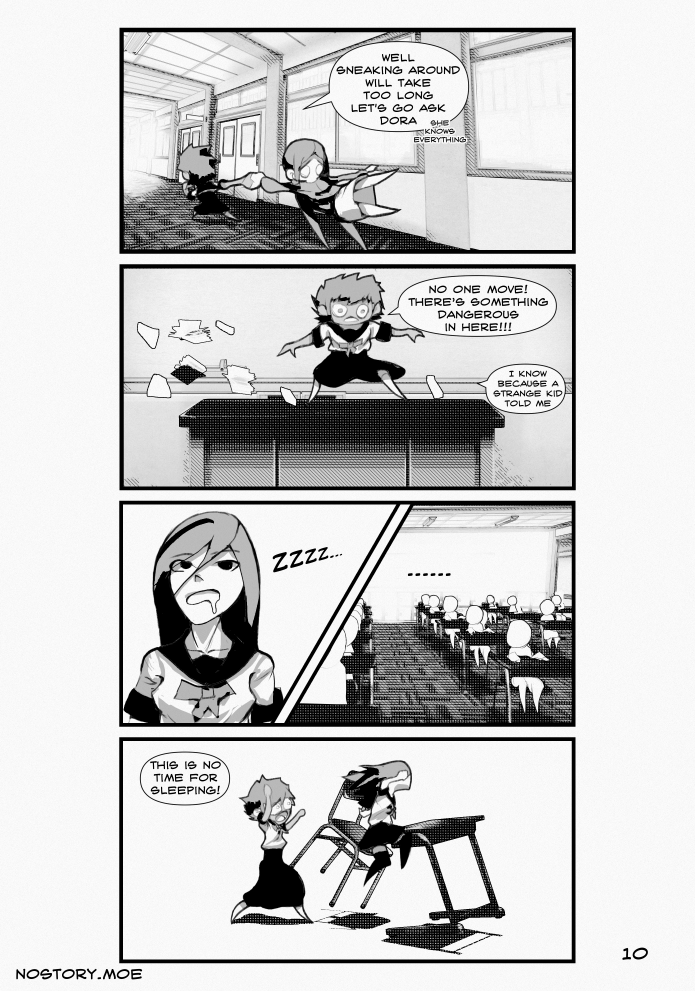 WELL
SNEAKING AROUND
WILL TAKE
TOO LONG
LET'S GO ASK
DORA
SHE
KNOWS
EVERYTHING
NO ONE MOVE!
THERE'S SOMETHING
DANGEROUS
IN HERE!!!
I KNOW
BECAUSE A
STRANGE KID
TOLD ME
ZZZZ...
......
THIS IS NO
TIME FOR
SLEEPING!
10
NOSTORY.MOE